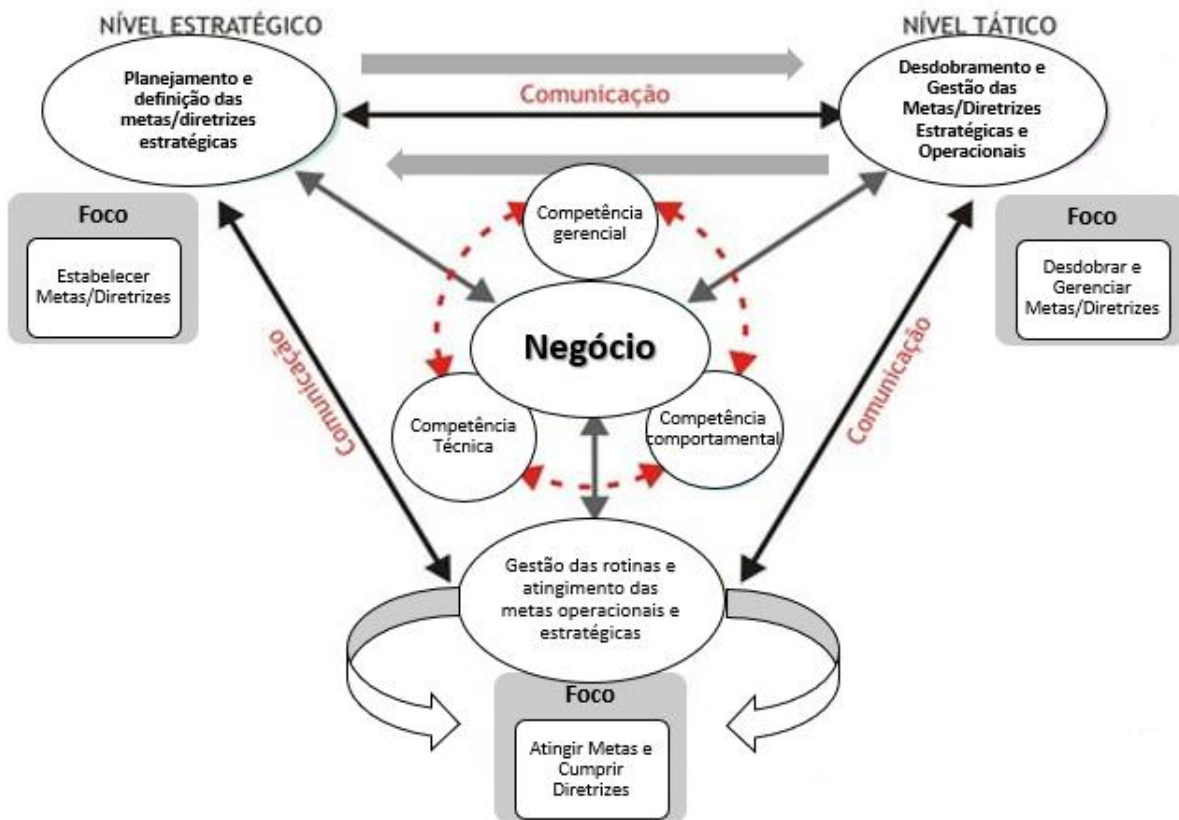 NÍVEL ESTRATÉGICO
Planejamento e
definição das
metas/diretrizes
estratégicas
Comunicação
NÍVEL TÁTICO
Desdobramento e
Gestão das
Metas/Diretrizes
Estratégicas e
Operacionais
Foco
Estabelecer
Metas/Diretrizes
Competência
gerencial
Foco
Desdobrar e
Gerenciar
Metas/Diretrizes
Negócio
Comunicação
Comunicação
Competência
Técnica
Competência
comportamental
Gestão das rotinas e
atingimento das
metas operacionais e
estratégicas
Foco
Atingir Metas e
Cumprir
Diretrizes